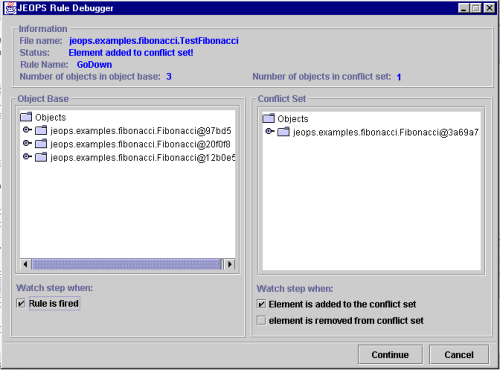 JEOPS Rule Debugger
Information
File name: jeops.examples.fibonacci.TestFibonacci
Status: Element added to conflict set!
Rule Name: GoDown
Number of objects in object base: 3 Number of objects in conflict set: 1
Object Base
Objects
jeops.examples.fibonacci.Fibonacci@97bd5
jeops.examples.fibonacci.Fibonacci@20f0f8
jeops.examples.fibonacci.Fibonacci@12b0e5
Watch step when:
Rule is fired
Conflict Set
Objects
jeops.examples.fibonacci.Fibonacci@3a69a7
Watch step when:
Element is added to the conflict set
element is removed from conflict set
Continue Cancel